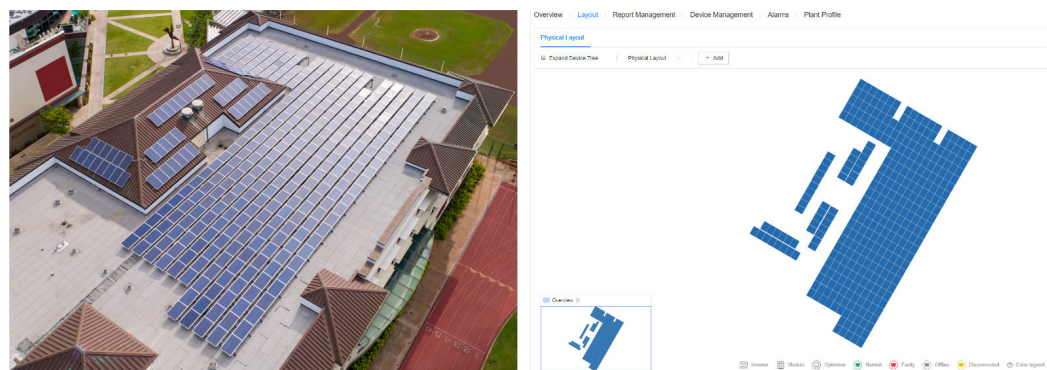 Overview Layout Report Management Device Management Alarms Plant Profile
Physical Layout
Expand Device Tree Physical Layout + Add
Overview
Inverter Module Optimizer Normal Faulty Offline Disconnected Color legend